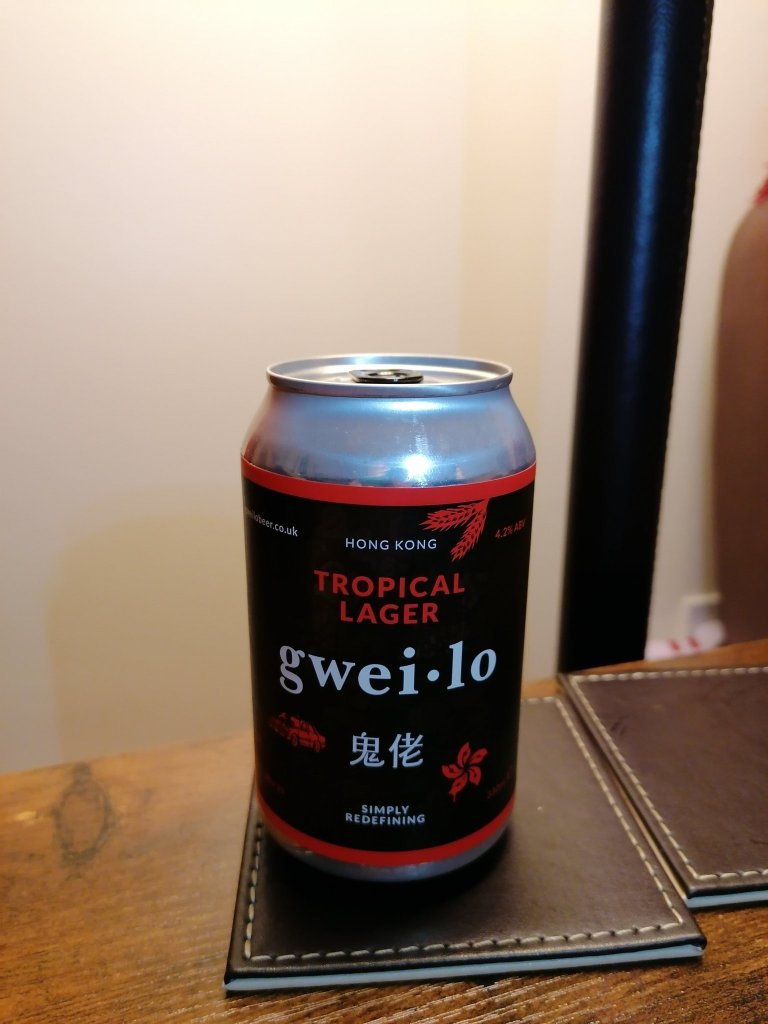 HONG KONG
4.2% ABV
TROPICAL
LAGER
gwei·lo
鬼佬
SIMPLY
REDEFINING